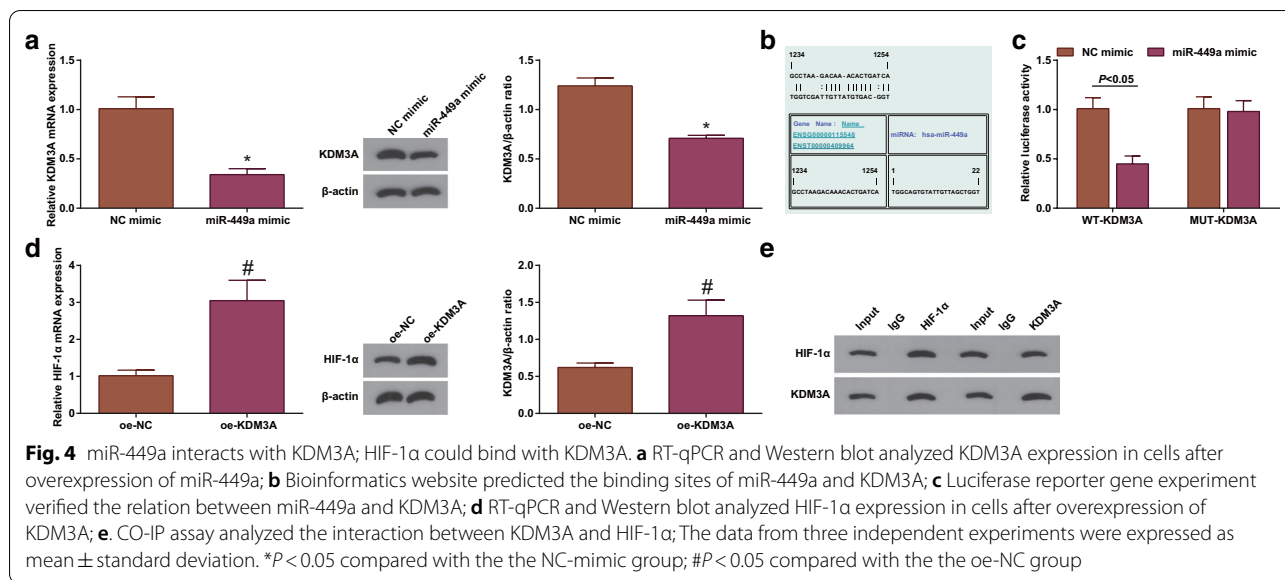 a
Relative KDM3A mRNA expression
1.5
1.0
0.5
0.0
*
NC mimic
miR-449a mimic
NC mimic
miR-449a mimic
KDM3A
β-actin
KDM3A/β-actin ratio
1.5
1.0
0.5
0.0
*
NC mimic
miR-449a mimic
b
1234 1254
GCCTAA-GACAA-ACACTGATCA
TGGTCGATTGTTATGTGAC-GGT
Gene Name: Name
ENSG00000115548
ENST00000409964
miRNA: hsa-miR-449a
1234 1254
GCCTAAGACAAACACTGATCA
1 22
TGGCAGTGTATTGTTAGCTGGT
c
NC mimic
miR-449a mimic
Relative luciferase activity
1.5
1.0
0.5
0.0
P<0.05
WT-KDM3A
MUT-KDM3A
d
Relative HIF-1α mRNA expression
4
3
2
1
0
#
oe-NC
oe-KDM3A
oe-NC
oe-KDM3A
HIF-1α
β-actin
KDM3A/β-actin ratio
2.0
1.5
1.0
0.5
0.0
#
oe-NC
oe-KDM3A
e
Input IgG HIF-1α Input IgG KDM3A
HIF-1α
KDM3A
Fig. 4 miR-449a interacts with KDM3A; HIF-1α could bind with KDM3A. a RT-qPCR and Western blot analyzed KDM3A expression in cells after
overexpression of miR-449a; b Bioinformatics website predicted the binding sites of miR-449a and KDM3A; c Luciferase reporter gene experiment
verified the relation between miR-449a and KDM3A; d RT-qPCR and Western blot analyzed HIF-1α expression in cells after overexpression of
KDM3A; e. CO-IP assay analyzed the interaction between KDM3A and HIF-1α; The data from three independent experiments were expressed as
mean ± standard deviation. *P < 0.05 compared with the the NC-mimic group; #P < 0.05 compared with the the oe-NC group